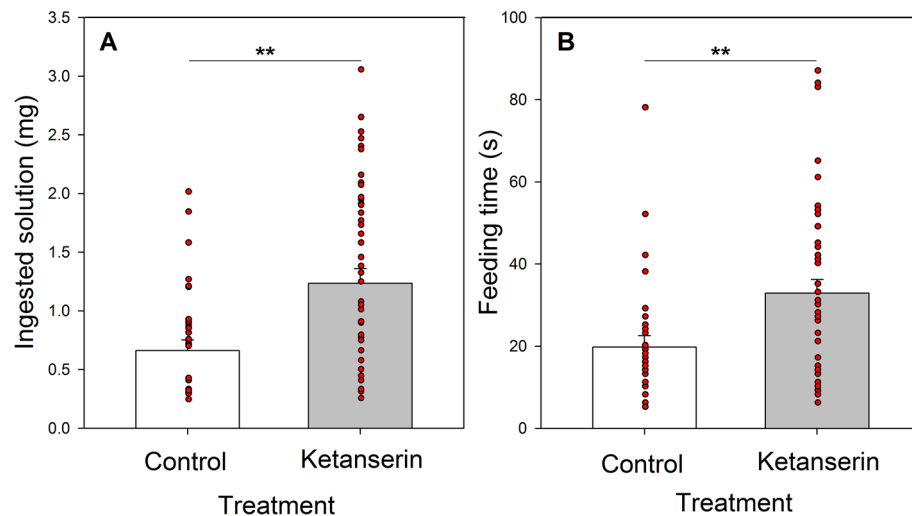 A
**
Ingested solution (mg)
3.5
3.0
2.5
2.0
1.5
1.0
0.5
0.0
Control Ketanserin
Treatment
B
**
Feeding time (s)
100
80
60
40
20
0
Control Ketanserin
Treatment